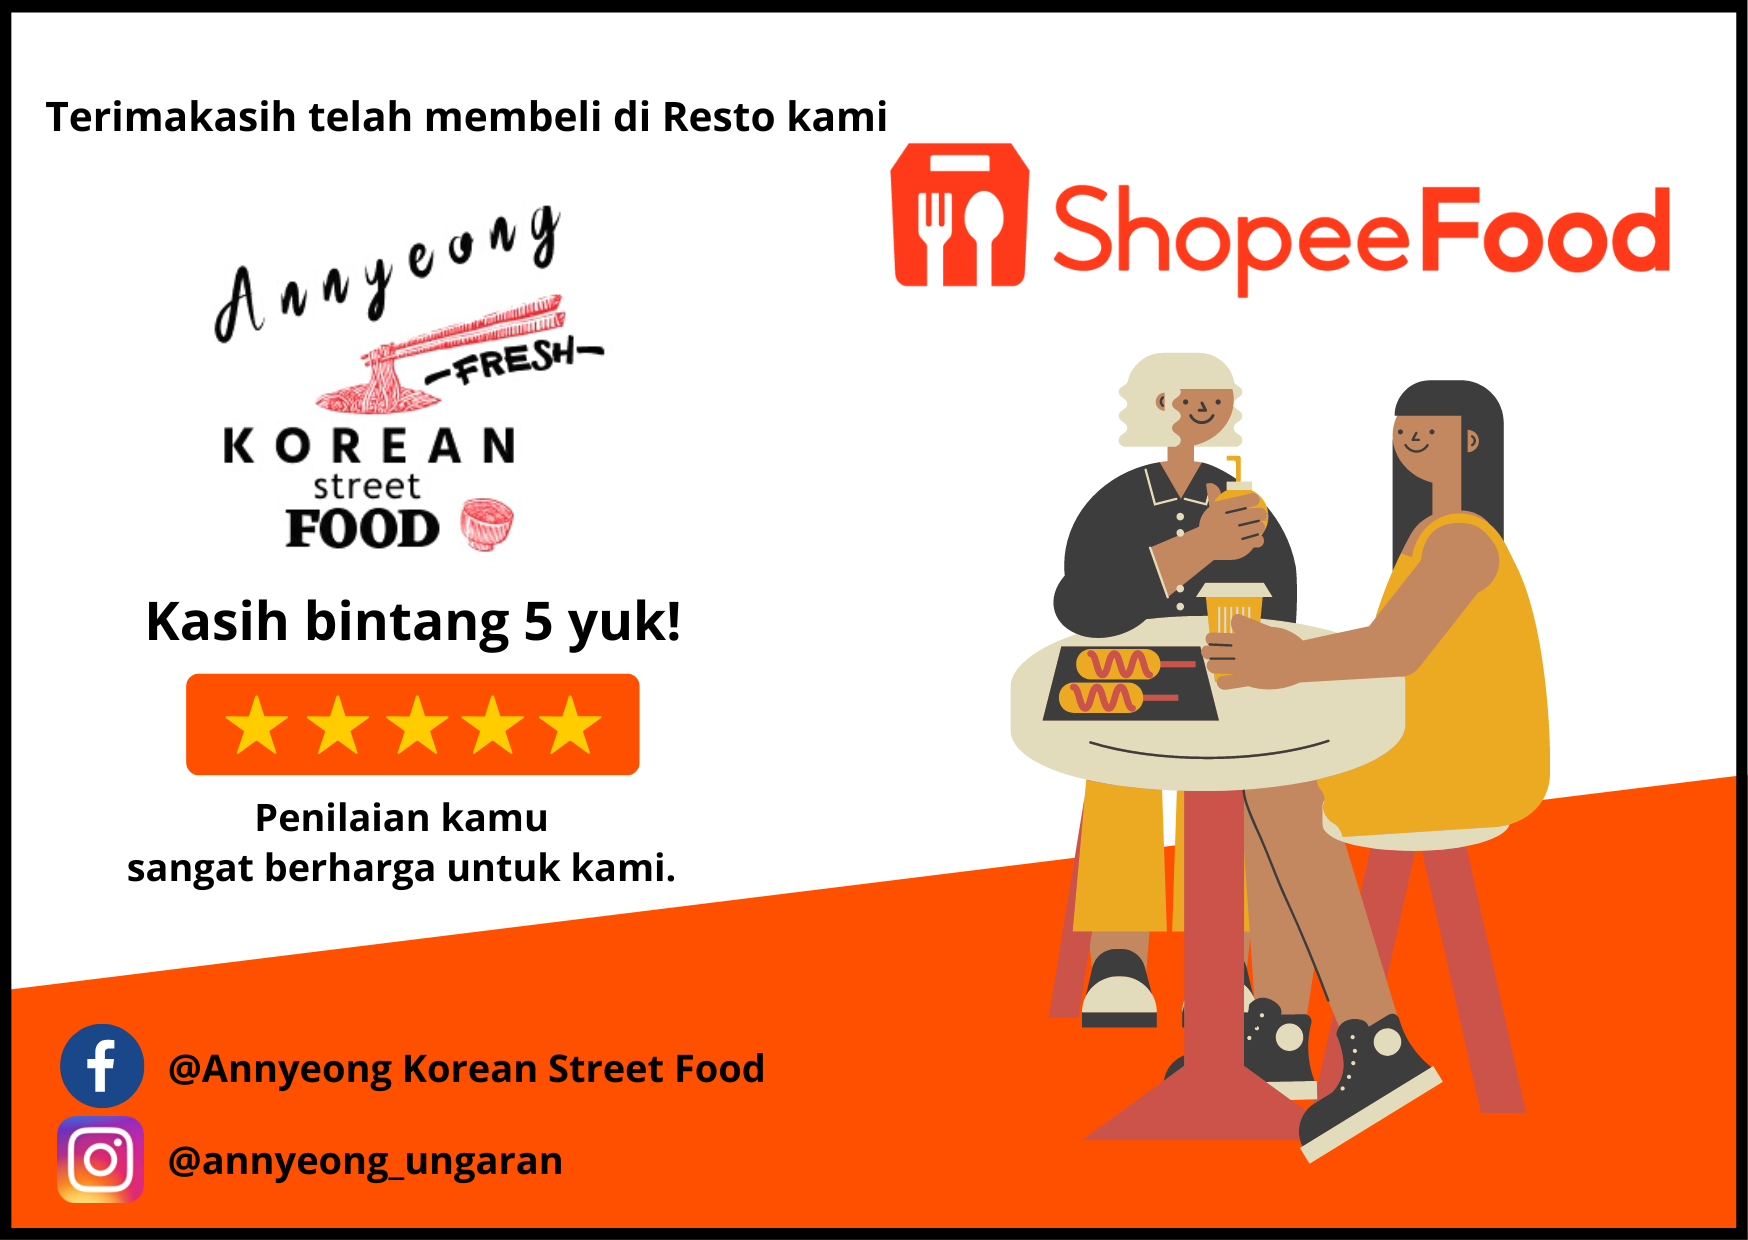 Terimakasih telah membeli di Resto kami
ShopeeFood
Annyeong
-FRESH-
KOREAN
street
FOOD
Kasih bintang 5 yuk!
Penilaian kamu
sangat berharga untuk kami.
@Annyeong Korean Street Food
@annyeong_ungaran